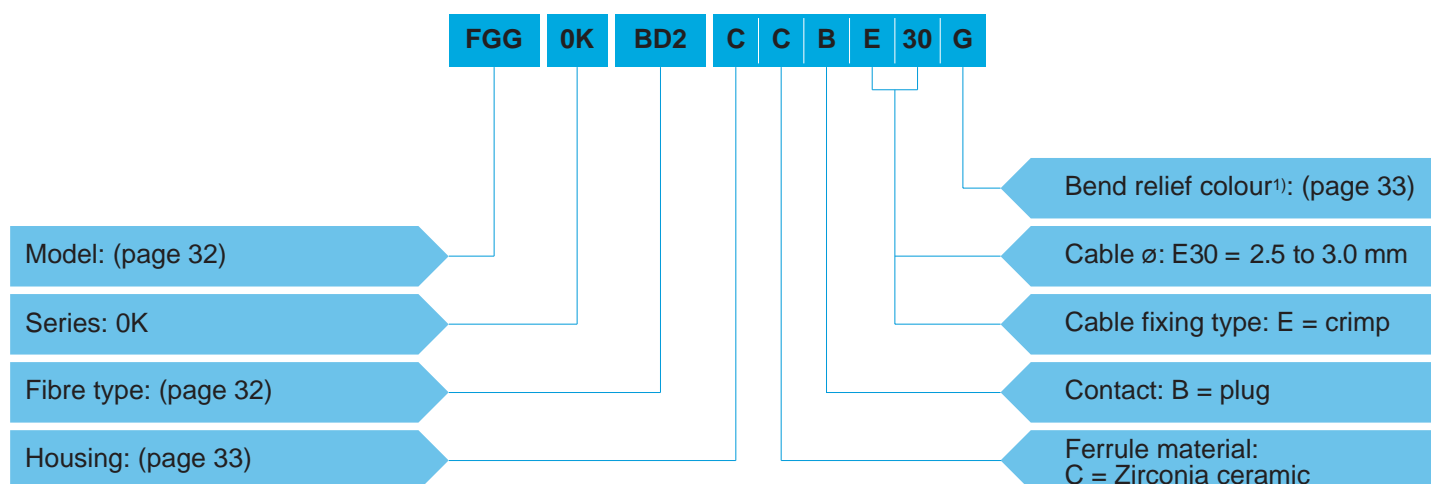 FGG 0K BD2 C C B E 30 G
Bend relief colour1): (page 33)
Model: (page 32)
Cable ø: E30 = 2.5 to 3.0 mm
Series: 0K
Cable fixing type: E = crimp
Fibre type: (page 32)
Contact: B = plug
Housing: (page 33)
Ferrule material:
C = Zirconia ceramic